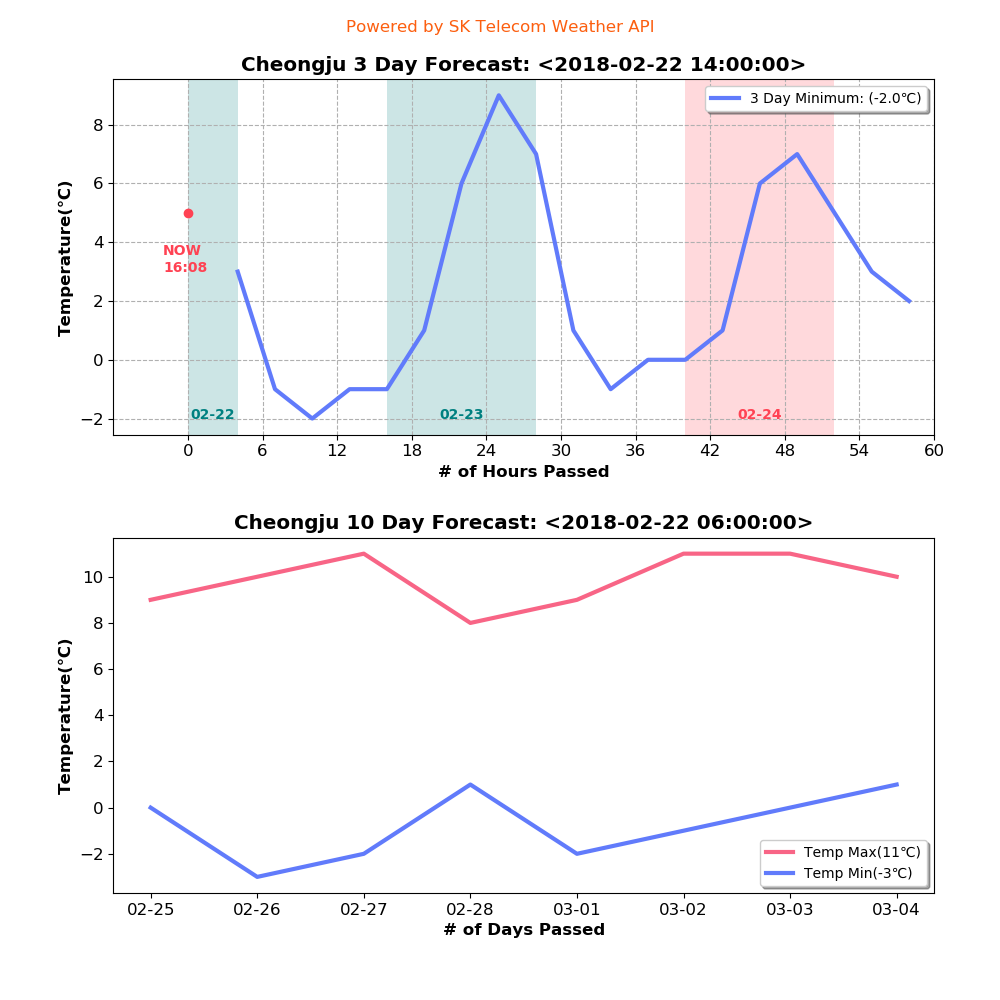 Powered by SK Telecom Weather API
Cheongju 3 Day Forecast: <2018-02-22 14:00:00>
3 Day Minimum: (-2.0℃)
Temperature(℃)
8
6
4
2
0
−2
NOW
16:08
02-22
02-23
02-24
0 6 12 18 24 30 36 42 48 54 60
# of Hours Passed
Cheongju 10 Day Forecast: <2018-02-22 06:00:00>
Temperature(℃)
10
8
6
4
2
0
−2
Temp Max(11℃)
Temp Min(-3℃)
02-25 02-26 02-27 02-28 03-01 03-02 03-03 03-04
# of Days Passed